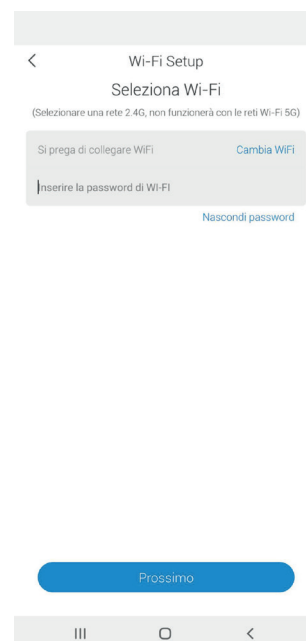 Wi-Fi Setup
Seleziona Wi-Fi
(Selezionare una rete 2.4G, non funzionerà con le reti Wi-Fi 5G)
Si prega di collegare WiFi Cambia WiFi
Inserire la password di WI-FI
Nascondi password
Prossimo